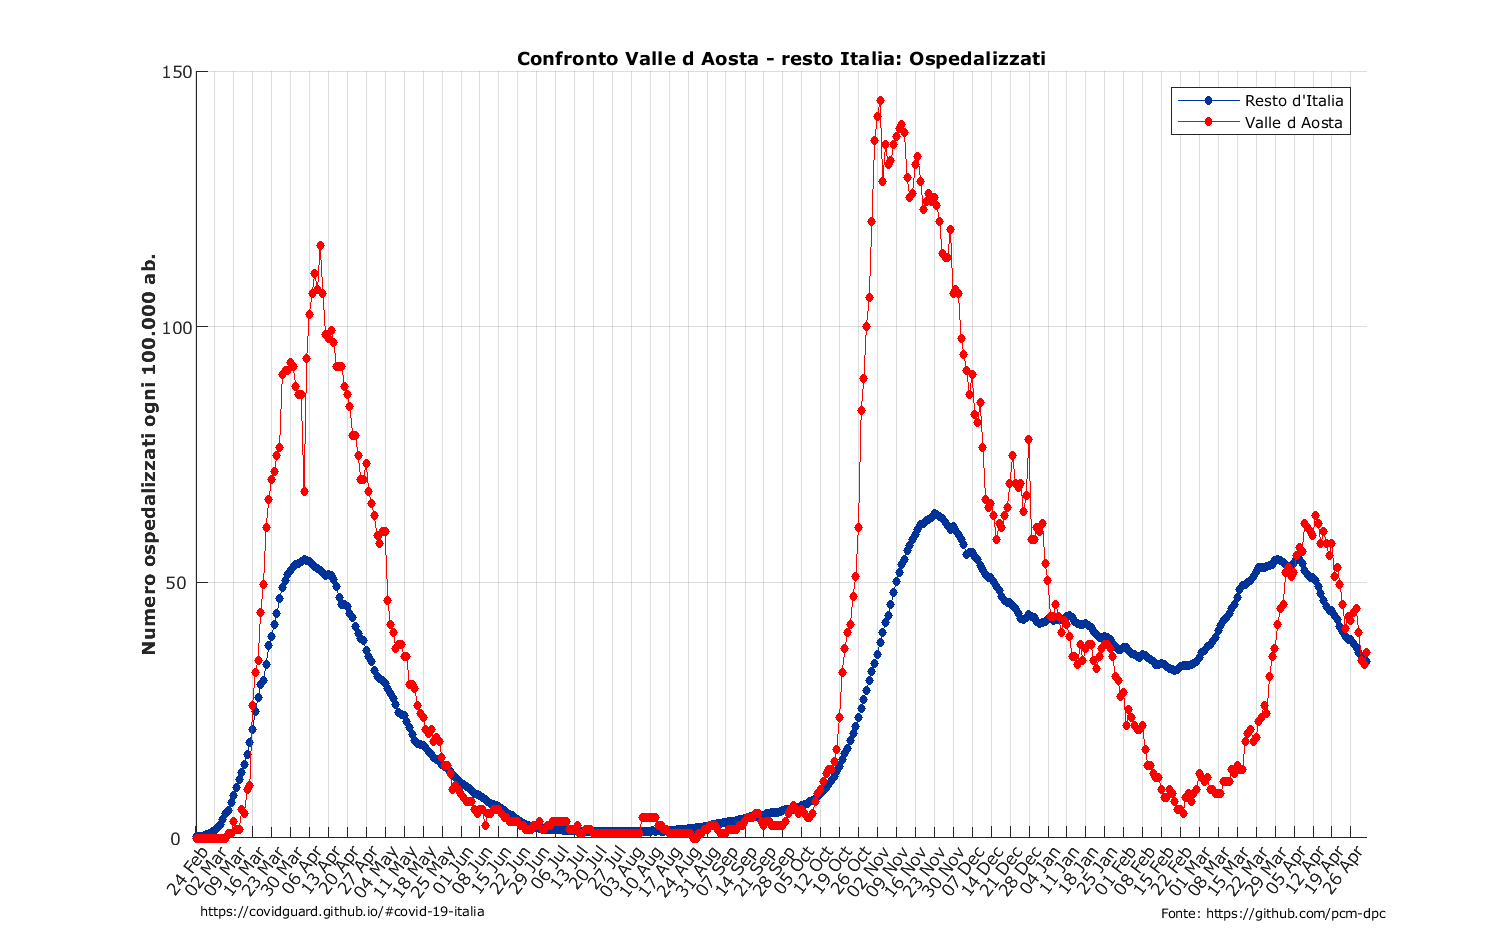 Confronto Valle d Aosta - resto Italia: Ospedalizzati
Numero ospedalizzati ogni 100.000 ab.
150
100
50
0
Resto d'Italia
Valle d Aosta
24 Feb
02 Mar
09 Mar
16 Mar
23 Mar
30 Mar
06 Apr
13 Apr
20 Apr
27 Apr
04 May
11 May
18 May
25 May
01 Jun
08 Jun
15 Jun
22 Jun
29 Jun
06 Jul
13 Jul
20 Jul
27 Jul
03 Aug
10 Aug
17 Aug
24 Aug
31 Aug
07 Sep
14 Sep
21 Sep
28 Sep
05 Oct
12 Oct
19 Oct
26 Oct
02 Nov
09 Nov
16 Nov
23 Nov
30 Nov
07 Dec
14 Dec
21 Dec
28 Dec
04 Jan
11 Jan
18 Jan
25 Jan
01 Feb
08 Feb
15 Feb
22 Feb
01 Mar
08 Mar
15 Mar
22 Mar
29 Mar
05 Apr
12 Apr
19 Apr
26 Apr
https://covidguard.github.io/#covid-19-italia
Fonte: https://github.com/pcm-dpc